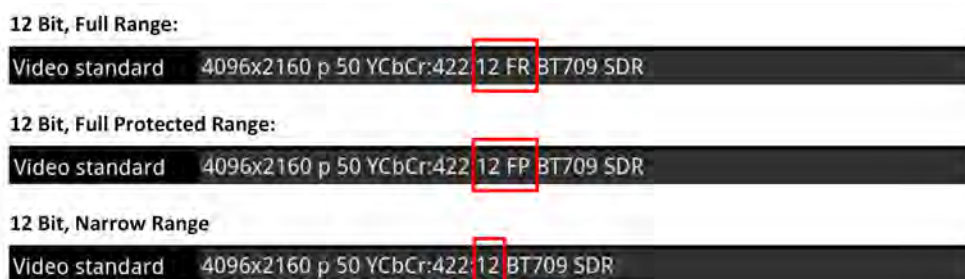 12 Bit, Full Range:
Video standard 4096x2160 p 50 YCbCr:422:12 FR BT709 SDR
12 Bit, Full Protected Range:
Video standard 4096x2160 p 50 YCbCr:422:12 FP BT709 SDR
12 Bit, Narrow Range
Video standard 4096x2160 p 50 YCbCr:422:12 BT709 SDR